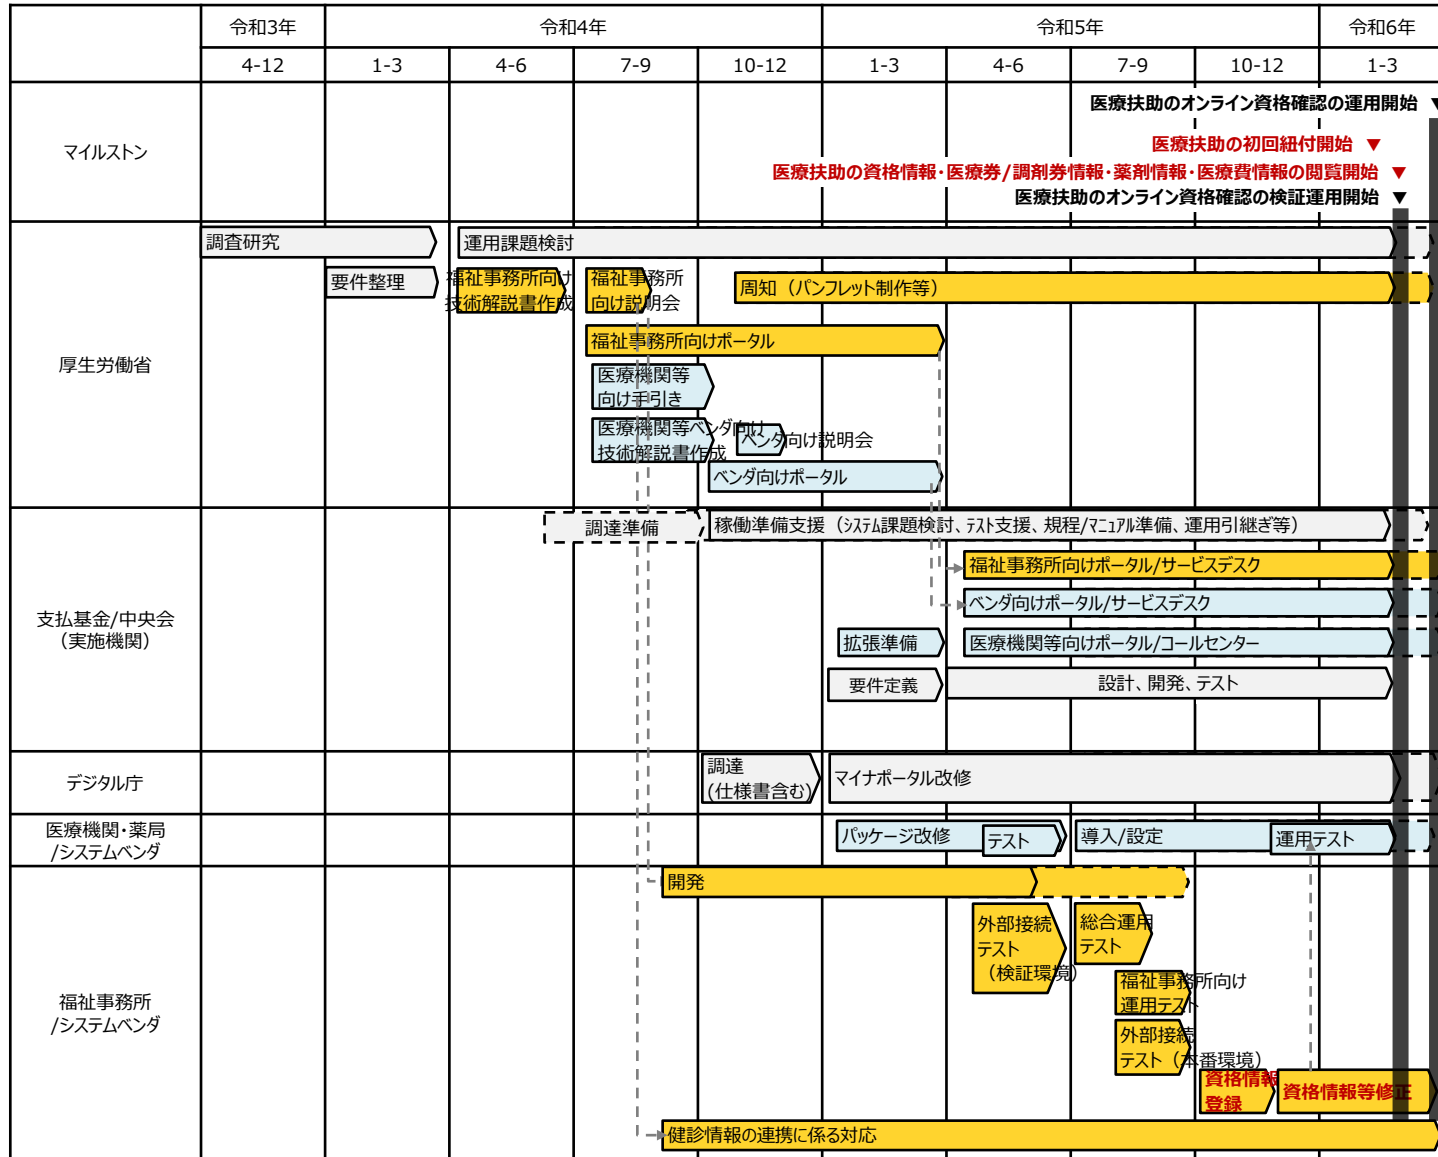 令和3年
令和4年
令和5年
令和6年
4-12
1-3
4-6
7-9
10-12
1-3
4-6
7-9
10-12
1-3
マイルストン
医療扶助のオンライン資格確認の運用開始 ▼
医療扶助の初回紐付開始 ▼
医療扶助の資格情報・医療券/調剤券情報・薬剤情報・医療費情報の閲覧開始 ▼
医療扶助のオンライン資格確認の検証運用開始 ▼
厚生労働省
調査研究
運用課題検討
要件整理
福祉事務所向け
技術解説書作成
福祉事務所
向け説明会
周知（パンフレット制作等）
福祉事務所向けポータル
医療機関等
向け手引き
医療機関等ベンダ向け
技術解説書作成
ベンダ向け説明会
ベンダ向けポータル
支払基金/中央会
（実施機関）
調達準備
稼働準備支援（システム課題検討、テスト支援、規程/マニュアル準備、運用引継ぎ等）
福祉事務所向けポータル/サービスデスク
ベンダ向けポータル/サービスデスク
拡張準備
医療機関等向けポータル/コールセンター
要件定義
設計、開発、テスト
デジタル庁
調達
(仕様書含む)
マイナポータル改修
医療機関・薬局
/システムベンダ
パッケージ改修
テスト
導入/設定
運用テスト
福祉事務所
/システムベンダ
開発
外部接続
テスト
（検証環境）
総合運用
テスト
福祉事務所向け
運用テスト
外部接続
テスト（本番環境）
資格情報
登録
資格情報等修正
健診情報の連携に係る対応